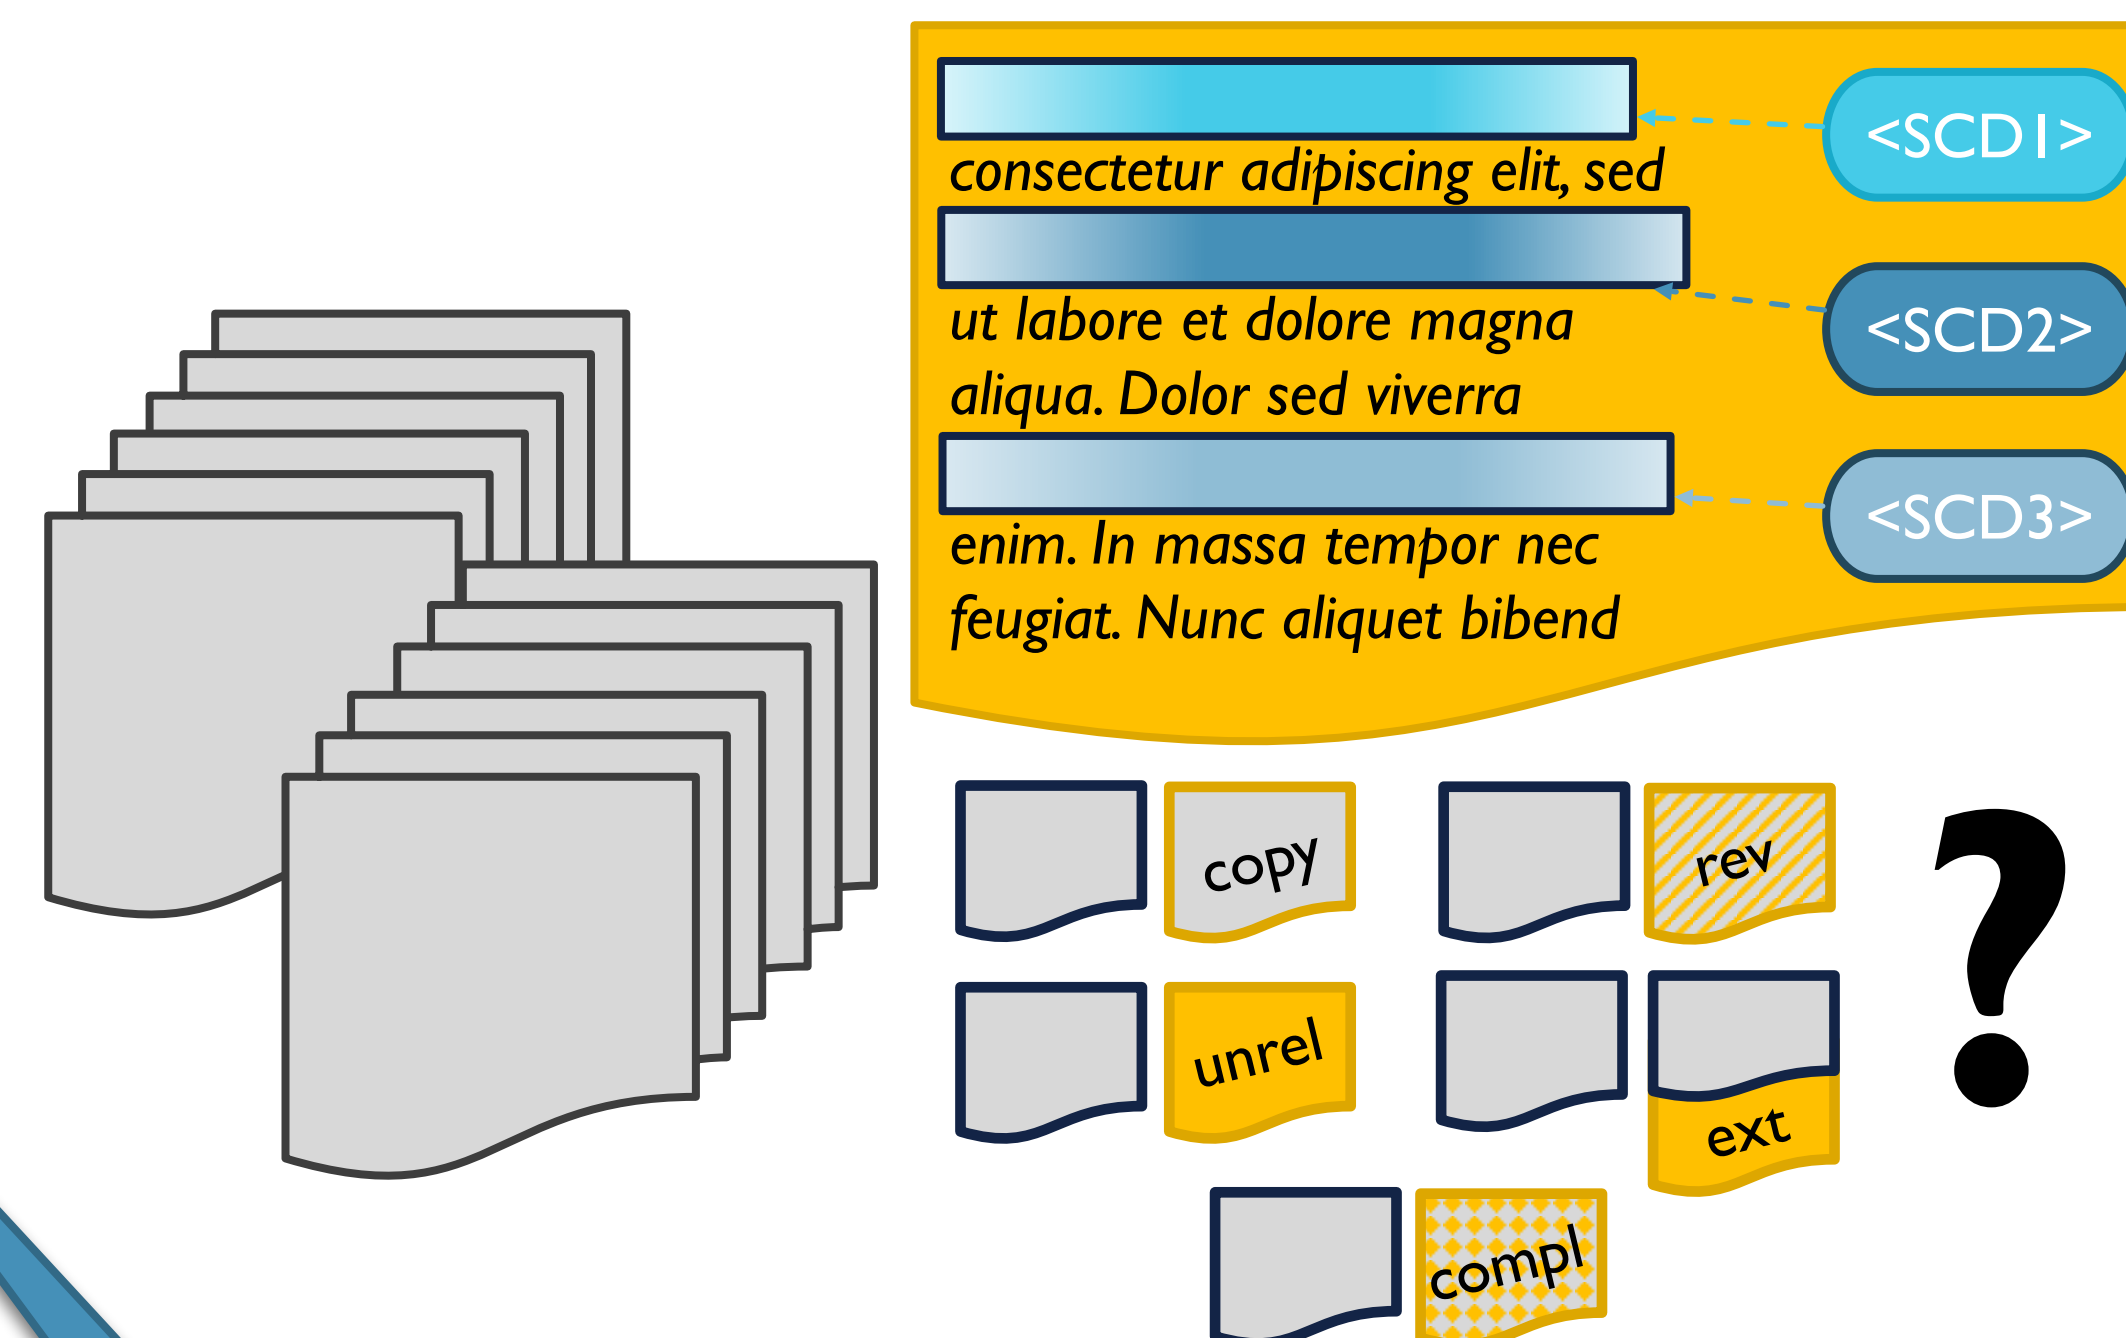 <SCD1>
consectetur adipiscing elit, sed
<SCD2>
ut labore et dolore magna
aliqua. Dolor sed viverra
<SCD3>
enim. In massa tempor nec
feugiat. Nunc aliquet bibend
copy
rev
unrel
ext
compl
?